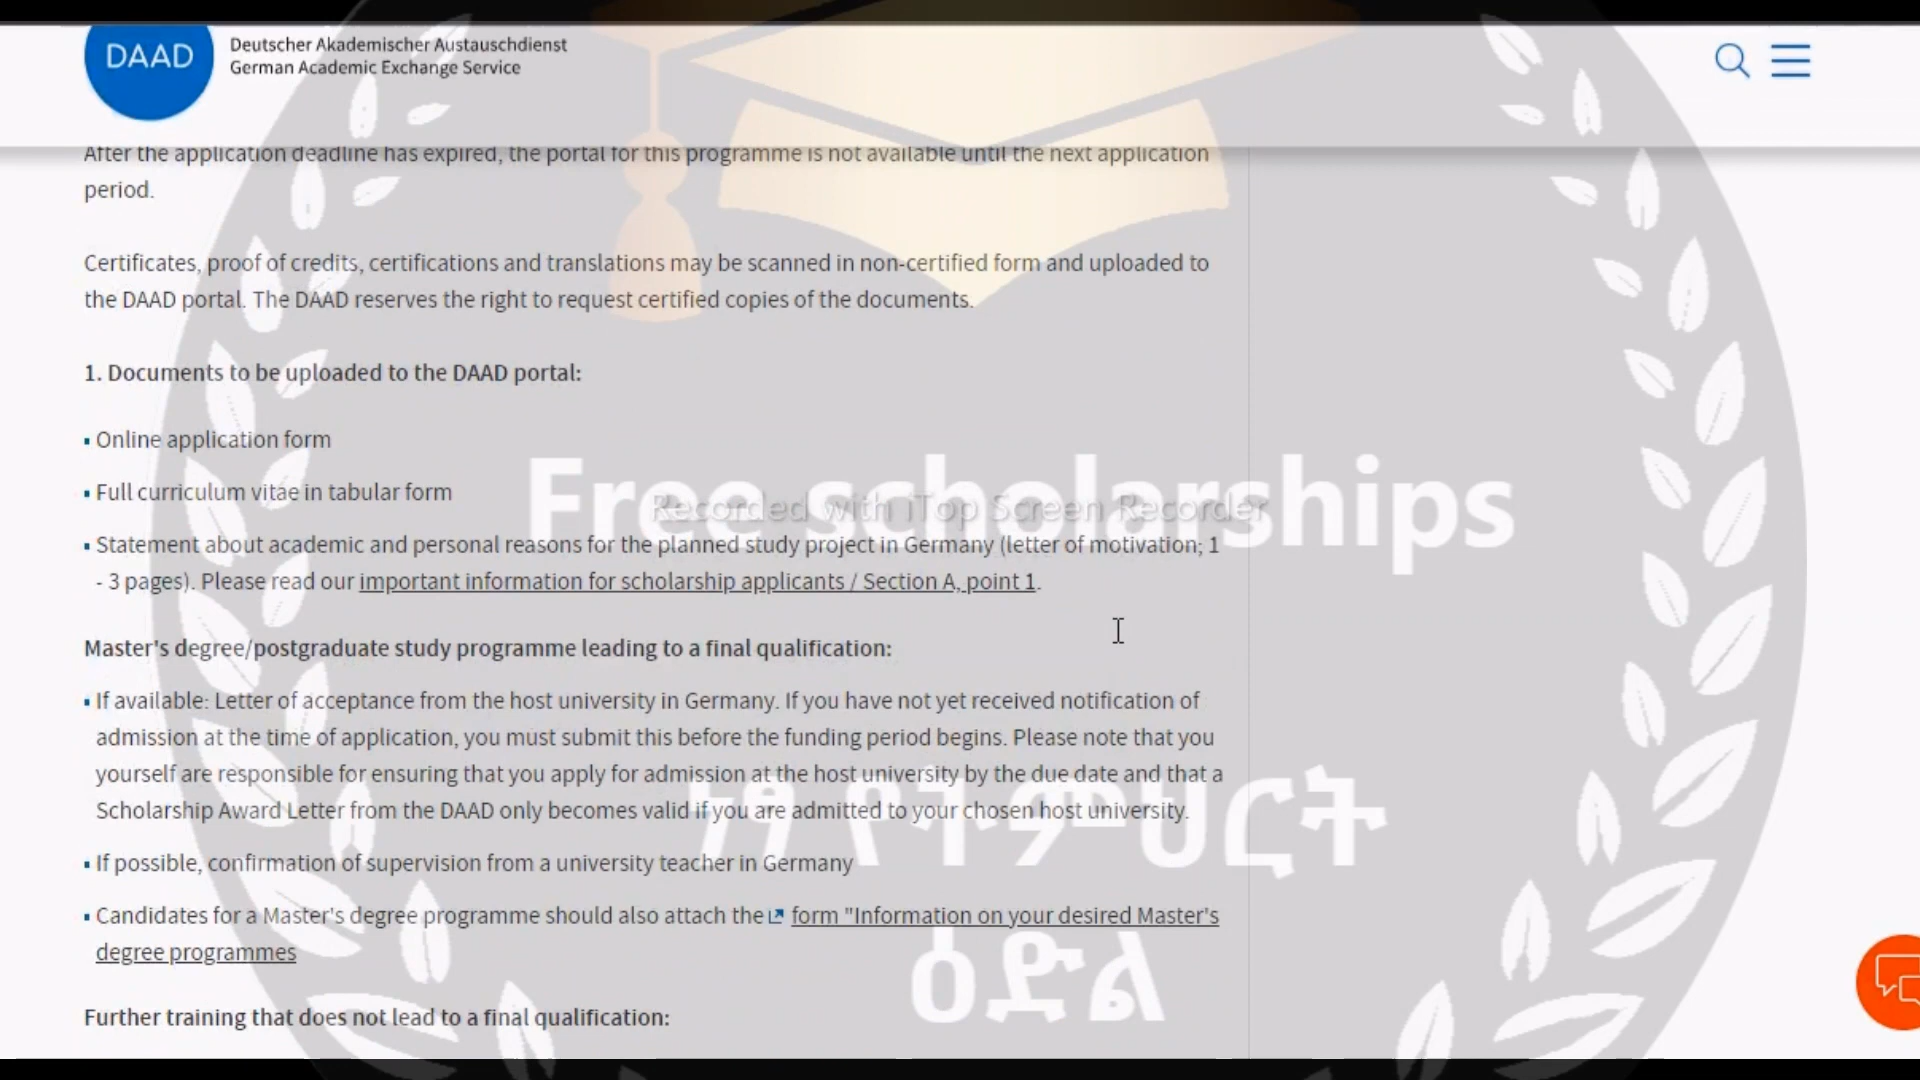 DAAD
Deutscher Akademischer Austauschdienst
German Academic Exchange Service
After the application deadline has expired, the portal for this programme is not available until the next application
period.
Certificates, proof of credits, certifications and translations may be scanned in non-certified form and uploaded to
the DAAD portal. The DAAD reserves the right to request certified copies of the documents.
1. Documents to be uploaded to the DAAD portal:
▪ Online application form
▪ Full curriculum vitae in tabular form
Free scholarships
Recorded with iTop Screen Recorder
▪ Statement about academic and personal reasons for the planned study project in Germany (letter of motivation; 1
- 3 pages). Please read our important information for scholarship applicants / Section A, point 1.
Master's degree/postgraduate study programme leading to a final qualification:
▪ If available: Letter of acceptance from the host university in Germany. If you have not yet received notification of
admission at the time of application, you must submit this before the funding period begins. Please note that you
yourself are responsible for ensuring that you apply for admission at the host university by the due date and that a
Scholarship Award Letter from the DAAD only becomes valid if you are admitted to your chosen host university.
ነፃ የትምህርት
▪ If possible, confirmation of supervision from a university teacher in Germany
▪ Candidates for a Master's degree programme should also attach the form "Information on your desired Master's
degree programmes
ዕድል
Further training that does not lead to a final qualification: